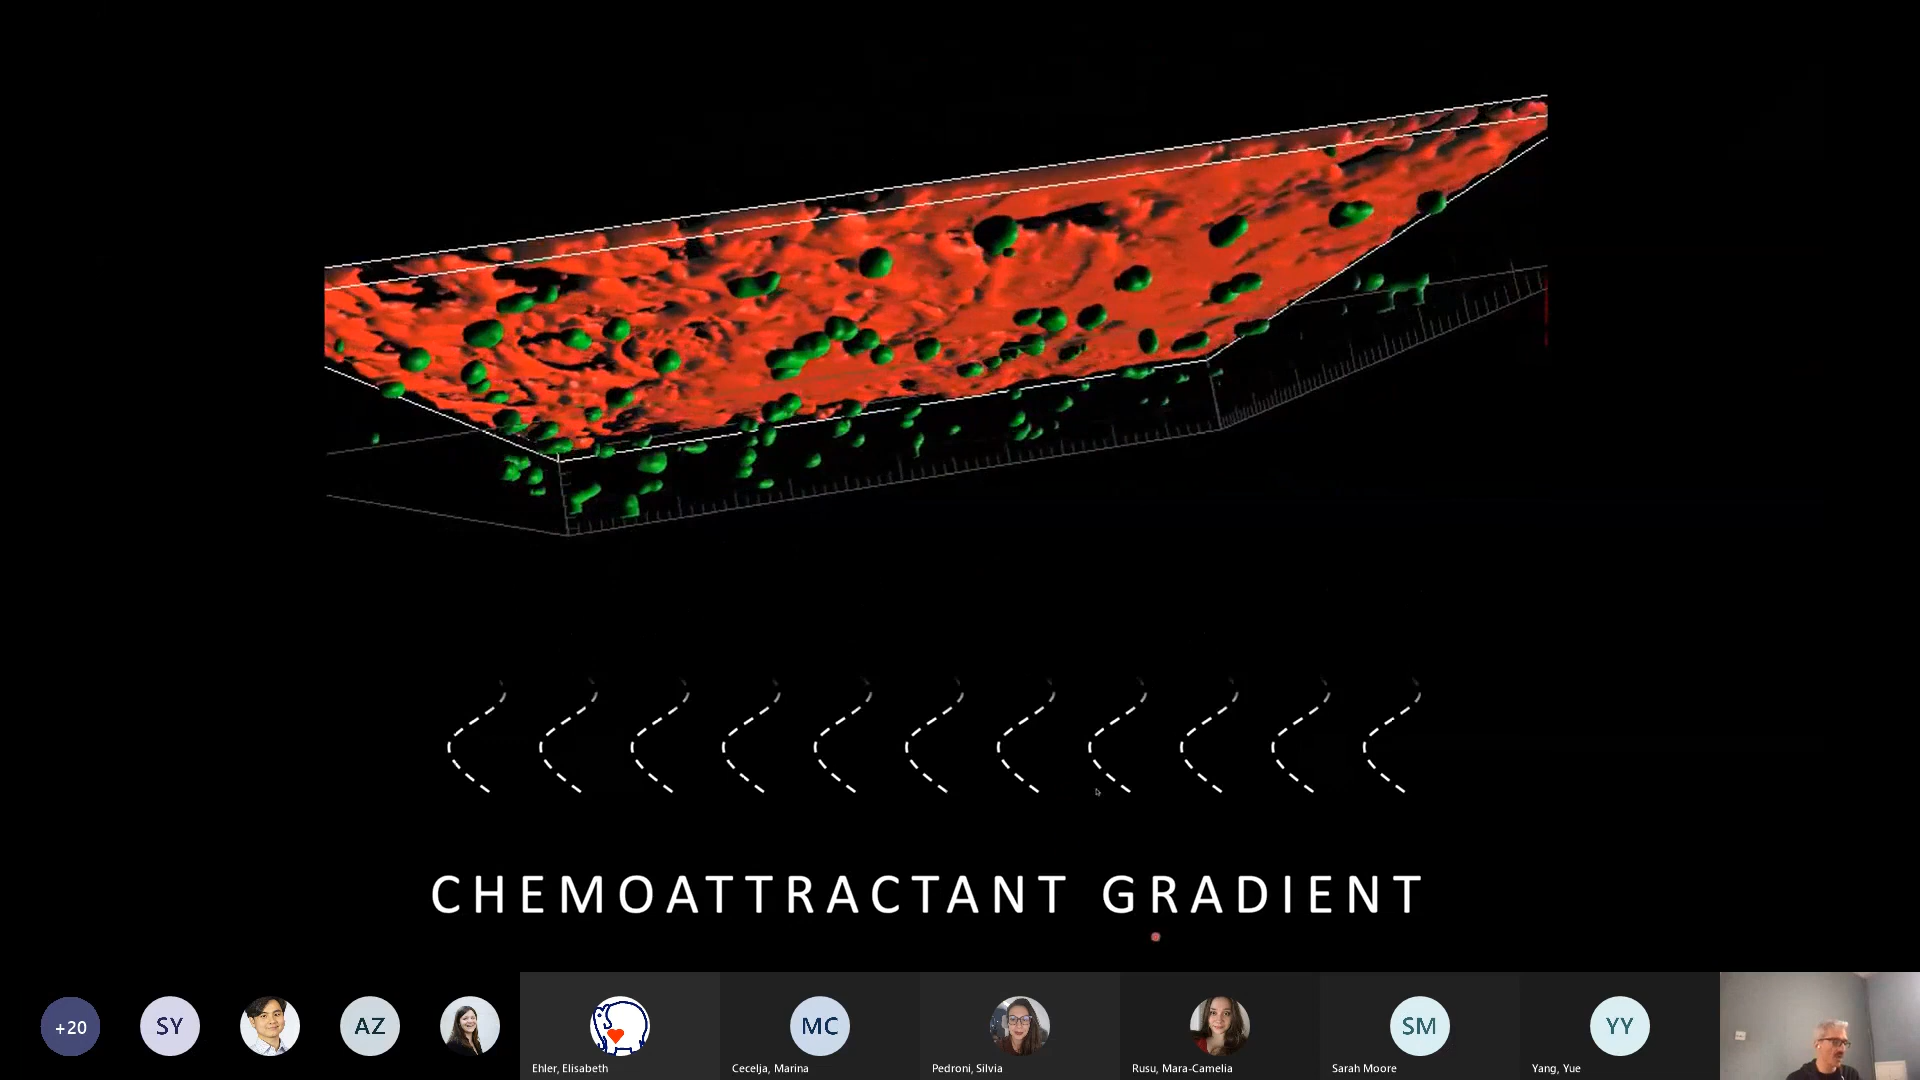 CHEMOATTRACTANT GRADIENT
+20
SY
AZ
MC
SM
YY
Ehler, Elisabeth
Cecelja, Marina
Pedroni, Silvia
Rusu, Mara-Camelia
Sarah Moore
Yang, Yue